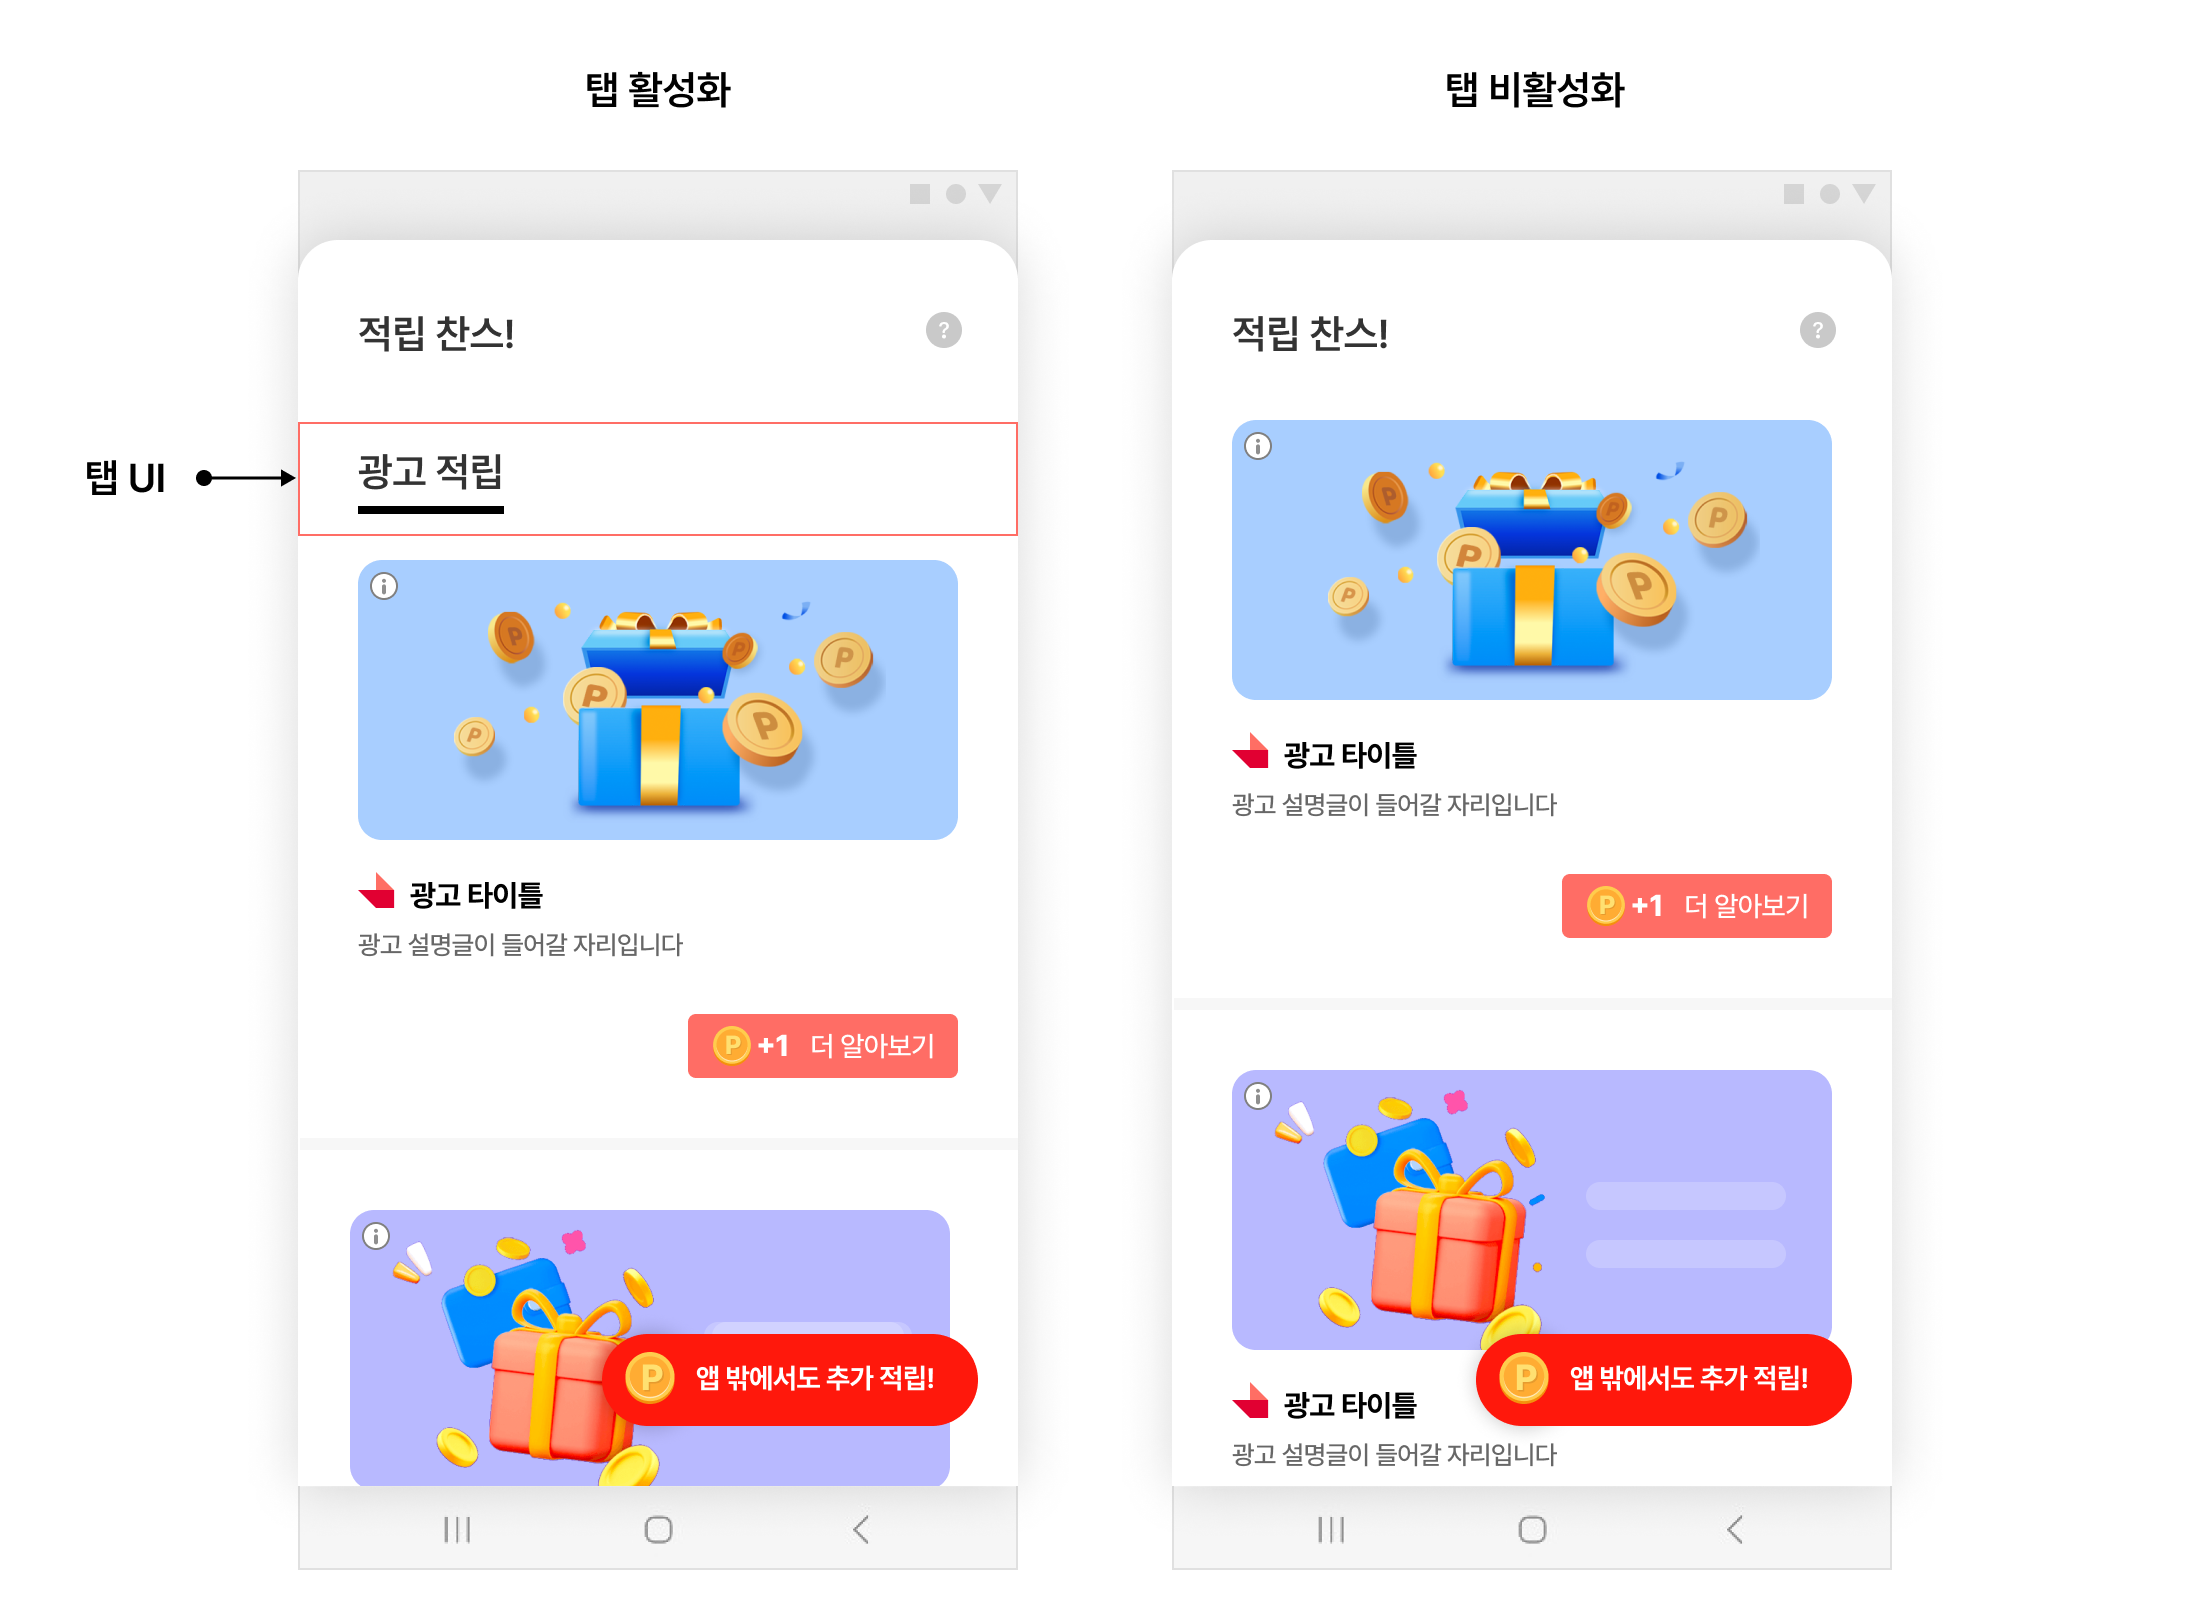 탭 활성화
탭 비활성화
탭 UI
적립 찬스!
?
광고 적립
P
P
P
P
P
P
광고 타이틀
광고 설명글이 들어갈 자리입니다
P +1 더 알아보기
P 앱 밖에서도 추가 적립!
적립 찬스!
?
P
P
P
P
P
P
광고 타이틀
광고 설명글이 들어갈 자리입니다
P +1 더 알아보기
P 앱 밖에서도 추가 적립!
광고 타이틀
광고 설명글이 들어갈 자리입니다